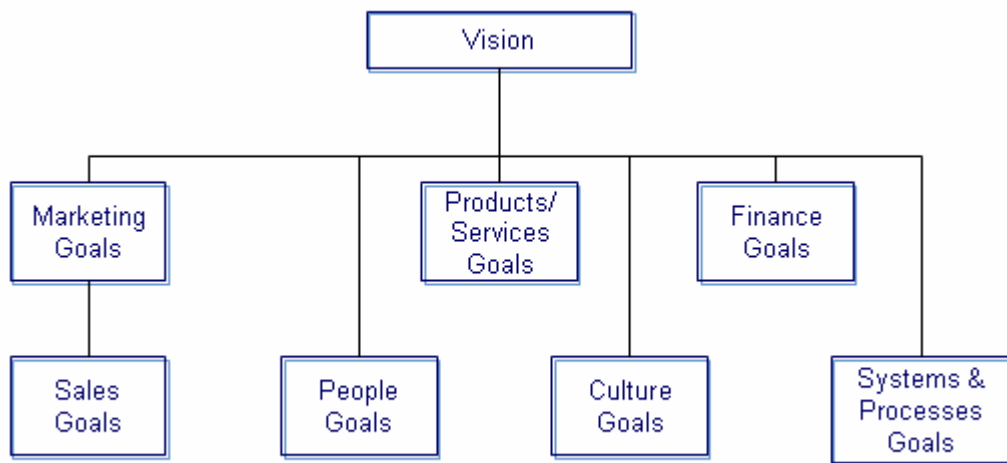 Vision
Marketing
Goals
Products/
Services
Goals
Finance
Goals
Sales
Goals
People
Goals
Culture
Goals
Systems &
Processes
Goals